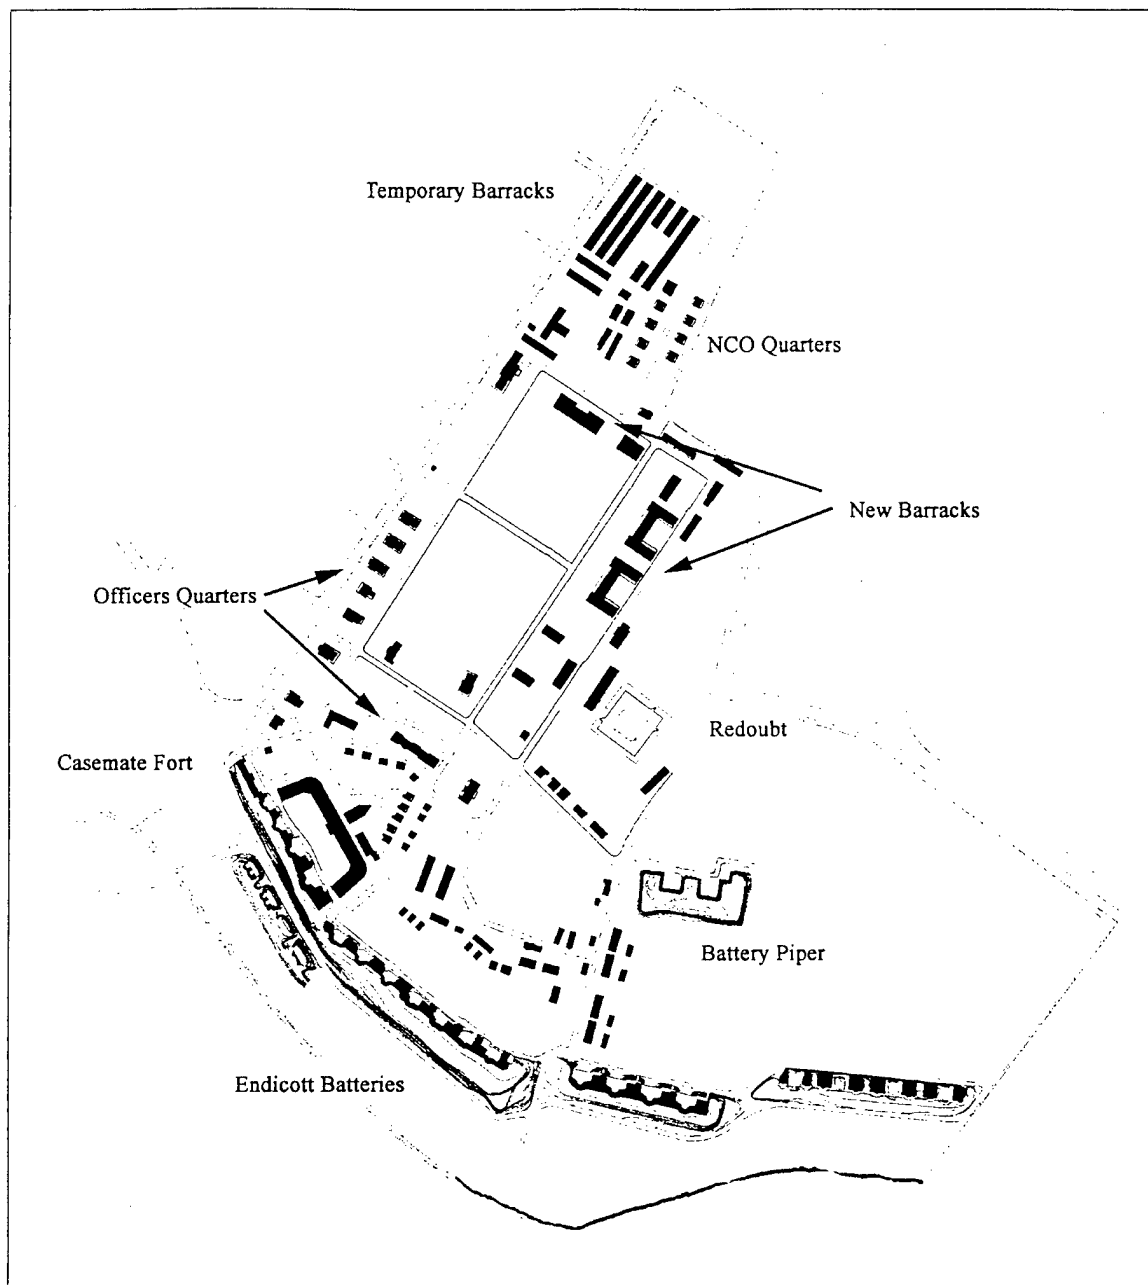 Temporary Barracks
NCO Quarters
New Barracks
Officers Quarters
Redoubt
Casemate Fort
Battery Piper
Endicott Batteries